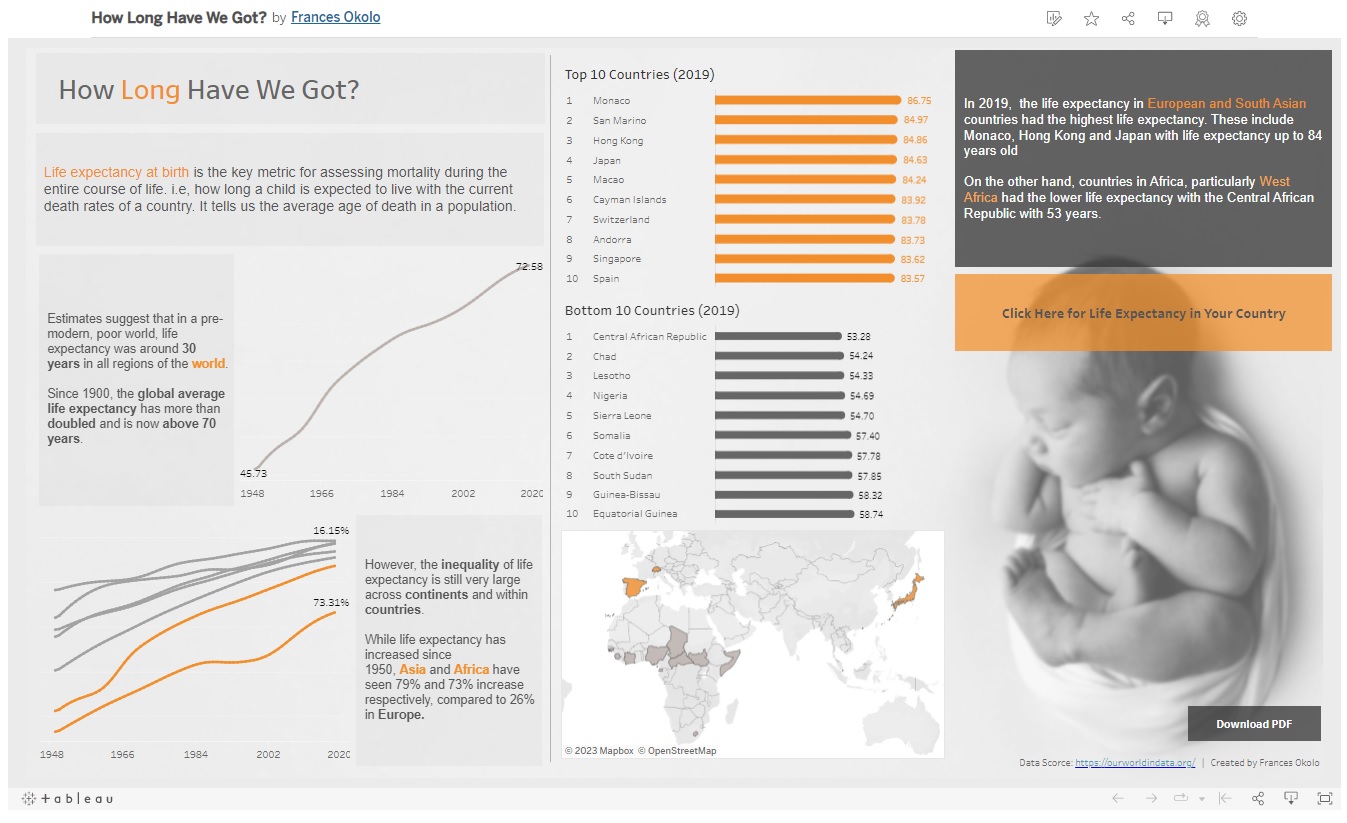 How Long Have We Got? by Frances Okolo
How Long Have We Got?
Life expectancy at birth is the key metric for assessing mortality during the
entire course of life. i.e, how long a child is expected to live with the current
death rates of a country. It tells us the average age of death in a population.
Estimates suggest that in a pre-
modern, poor world, life
expectancy was around 30
years in all regions of the world.
Since 1900, the global average
life expectancy has more than
doubled and is now above 70
years.
72.58
45.73
1948 1966 1984 2002 2020
16.15%
73.31%
1948 1966 1984 2002 2020
However, the inequality of life
expectancy is still very large
across continents and within
countries.
While life expectancy has
increased since
1950, Asia and Africa have
seen 79% and 73% increase
respectively, compared to 26%
in Europe.
Top 10 Countries (2019)
1 Monaco 86.75
2 San Marino 84.97
3 Hong Kong 84.86
4 Japan 84.63
5 Macao 84.24
6 Cayman Islands 83.92
7 Switzerland 83.78
8 Andorra 83.73
9 Singapore 83.62
10 Spain 83.57
Bottom 10 Countries (2019)
1 Central African Republic 53.28
2 Chad 54.24
3 Lesotho 54.33
4 Nigeria 54.69
5 Sierra Leone 54.70
6 Somalia 57.40
7 Cote d'Ivoire 57.78
8 South Sudan 57.85
9 Guinea-Bissau 58.32
10 Equatorial Guinea 58.74
© 2023 Mapbox © OpenStreetMap
In 2019, the life expectancy in European and South Asian
countries had the highest life expectancy. These include
Monaco, Hong Kong and Japan with life expectancy up to 84
years old
On the other hand, countries in Africa, particularly West
Africa had the lower life expectancy with the Central African
Republic with 53 years.
Click Here for Life Expectancy in Your Country
Download PDF
Data Scorce: https://ourworldindata.org/ | Created by Frances Okolo
+ableau